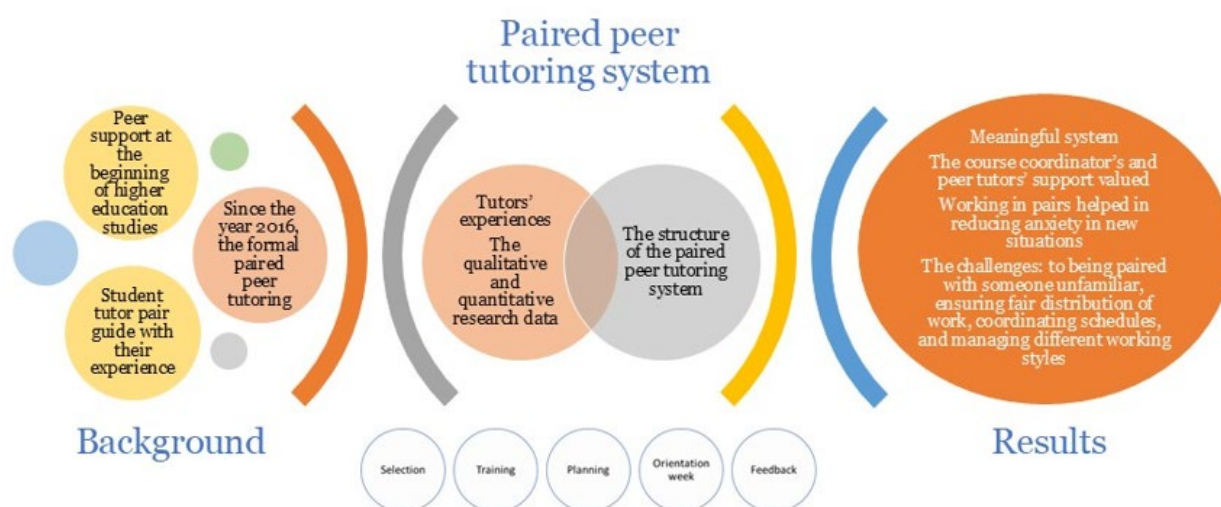 Paired peer
tutoring system
Peer
support at
the
beginning
of higher
education
studies
Since the
year 2016,
the formal
paired
peer
tutoring
Student
tutor pair
guide with
their
experience
Background
Tutors'
experiences
The
qualitative
and
quantitative
research data
The structure
of the paired
peer tutoring
system
Selection
Training
Planning
Orientation
week
Feedback
Meaningful system
The course coordinator's and
peer tutors' support valued
Working in pairs helped in
reducing anxiety in new
situations
The challenges: to being paired
with someone unfamiliar,
ensuring fair distribution of
work, coordinating schedules,
and managing different working
styles
Results